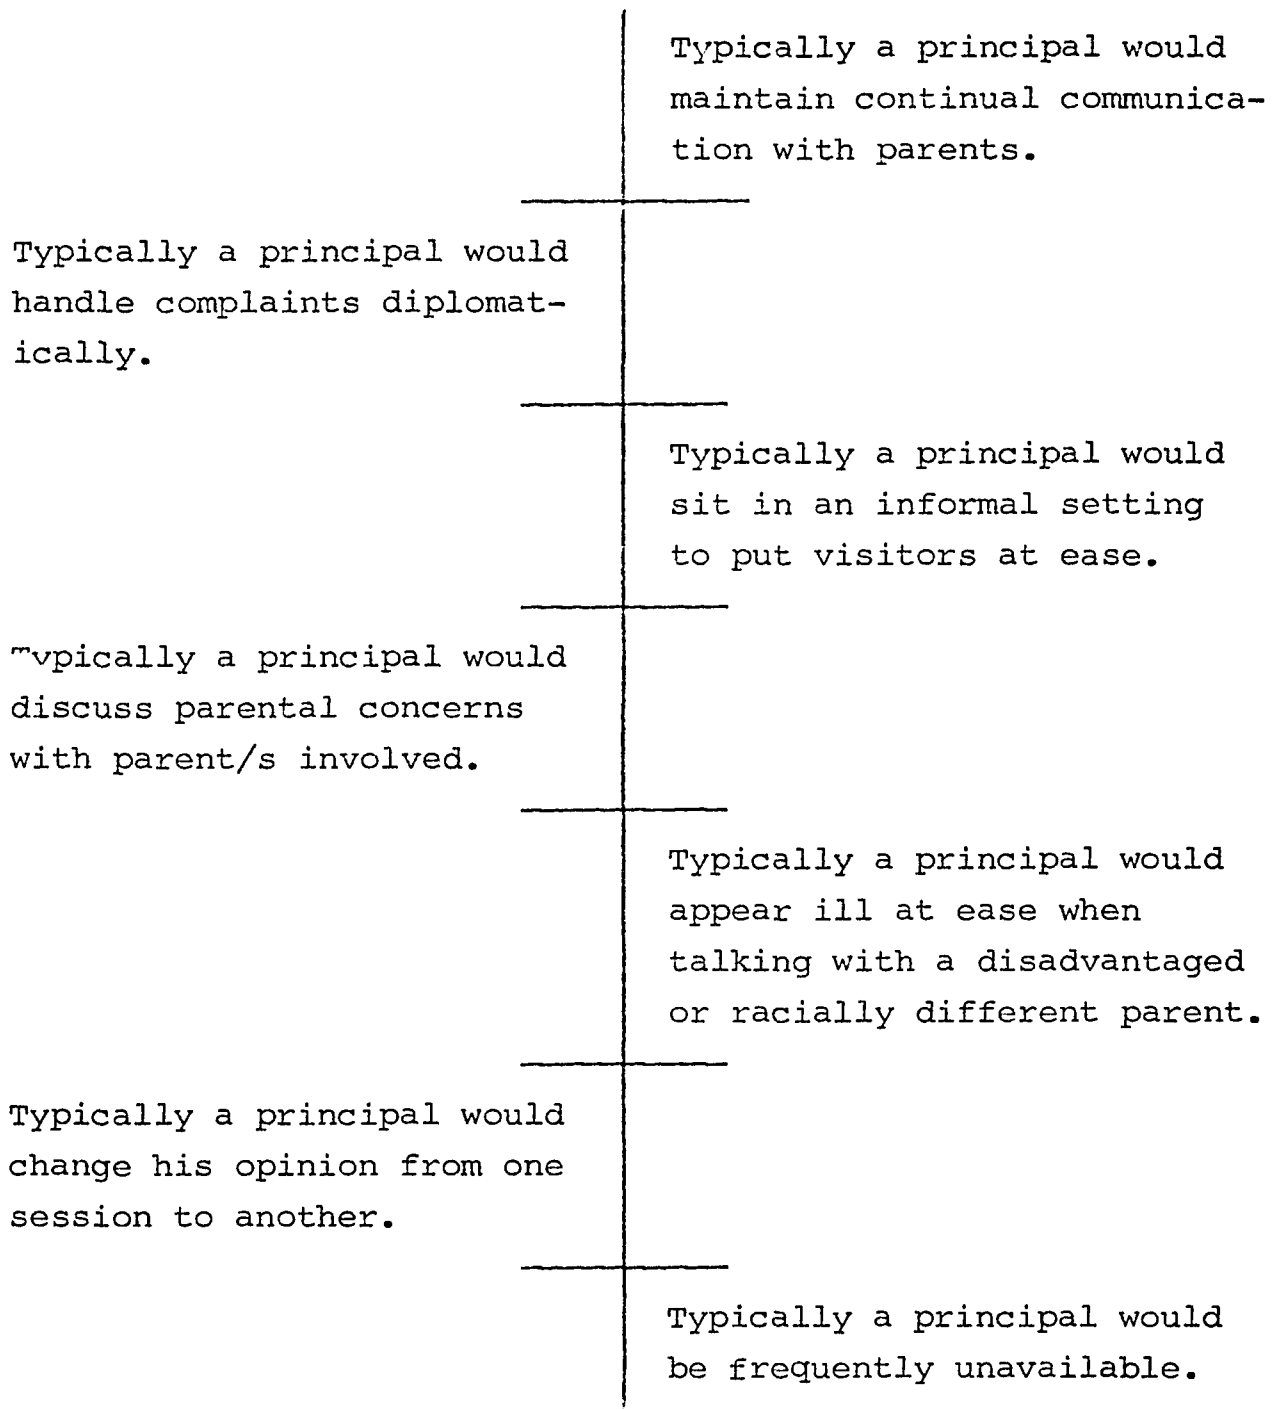 Typically a principal would
maintain continual communica-
tion with parents.
Typically a principal would
handle complaints diplomat-
ically.
Typically a principal would
sit in an informal setting
to put visitors at ease.
Typically a principal would
discuss parental concerns
with parent/s involved.
Typically a principal would
appear ill at ease when
talking with a disadvantaged
or racially different parent.
Typically a principal would
change his opinion from one
session to another.
Typically a principal would
be frequently unavailable.